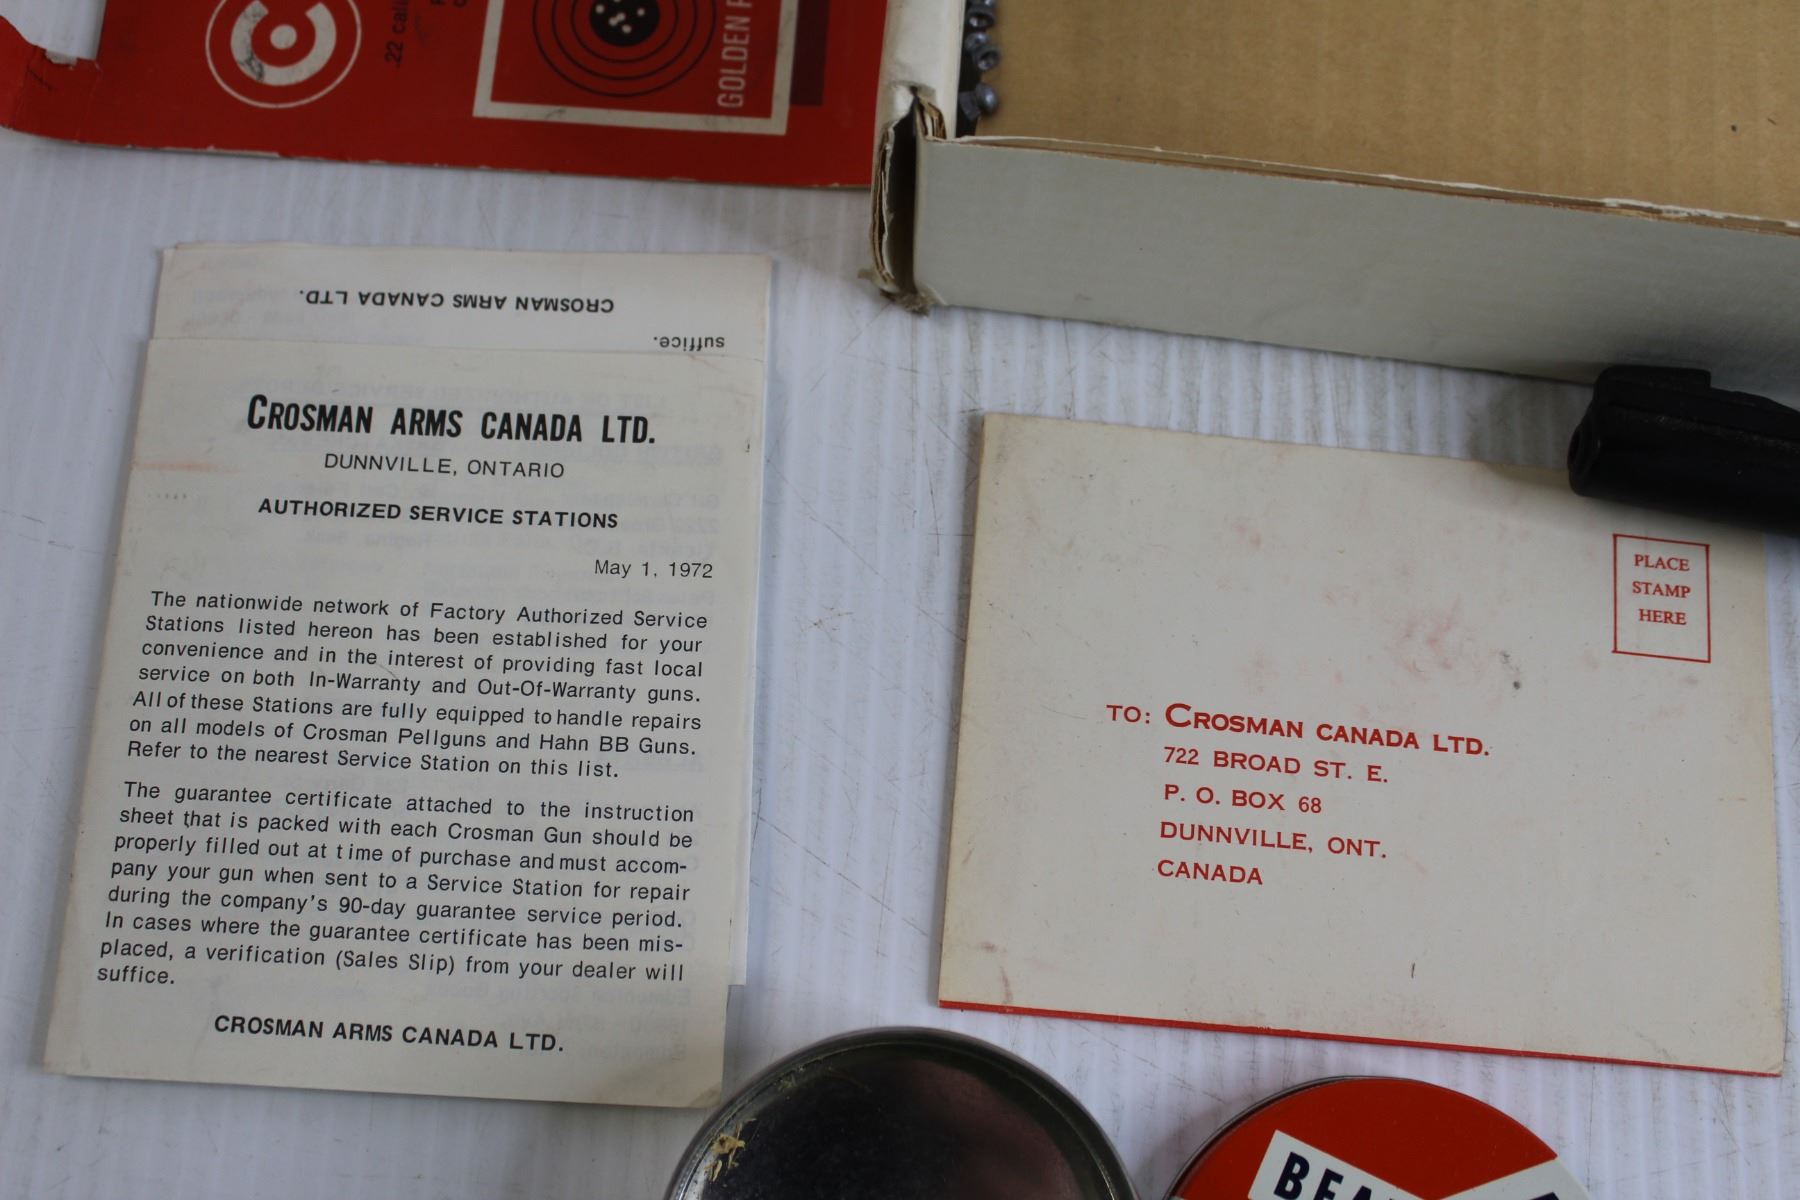 .22
GOLDEN
CROSMAN ARMS CANADA LTD.
suffice.
CROSMAN ARMS CANADA LTD.
DUNNVILLE, ONTARIO
AUTHORIZED SERVICE STATIONS
May 1, 1972
The nationwide network of Factory Authorized Service
Stations listed hereon has been established for your
convenience and in the interest of providing fast local
service on both In-Warranty and Out-Of-Warranty guns.
All of these Stations are fully equipped to handle repairs
on all models of Crosman Pellguns and Hahn BB Guns.
Refer to the nearest Service Station on this list.
The guarantee certificate attached to the instruction
sheet that is packed with each Crosman Gun should be
properly filled out at time of purchase and must accom-
pany your gun when sent to a Service Station for repair
during the company's 90-day guarantee service period.
In cases where the guarantee certificate has been mis-
placed, a verification (Sales Slip) from your dealer will
suffice.
CROSMAN ARMS CANADA LTD.
PLACE
STAMP
HERE
TO: CROSMAN CANADA LTD.
722 BROAD ST. E.
P. O. BOX 68
DUNNVILLE, ONT.
CANADA